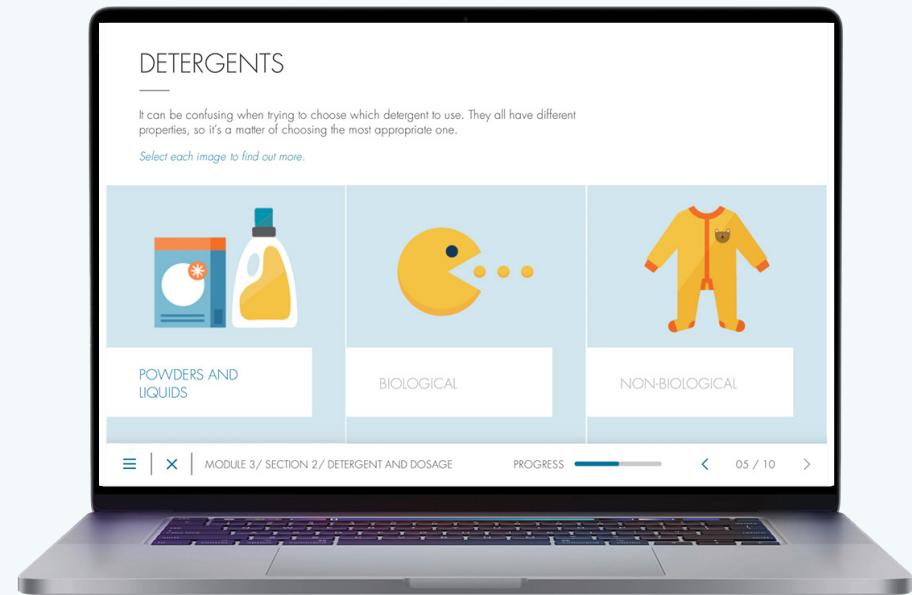 DETERGENTS
It can be confusing when trying to choose which detergent to use. They all have different
properties, so it's a matter of choosing the most appropriate one.
Select each image to find out more.
POWDERS AND
LIQUIDS
BIOLOGICAL
NON-BIOLOGICAL
MODULE 3/ SECTION 2/ DETERGENT AND DOSAGE
PROGRESS
05 / 10